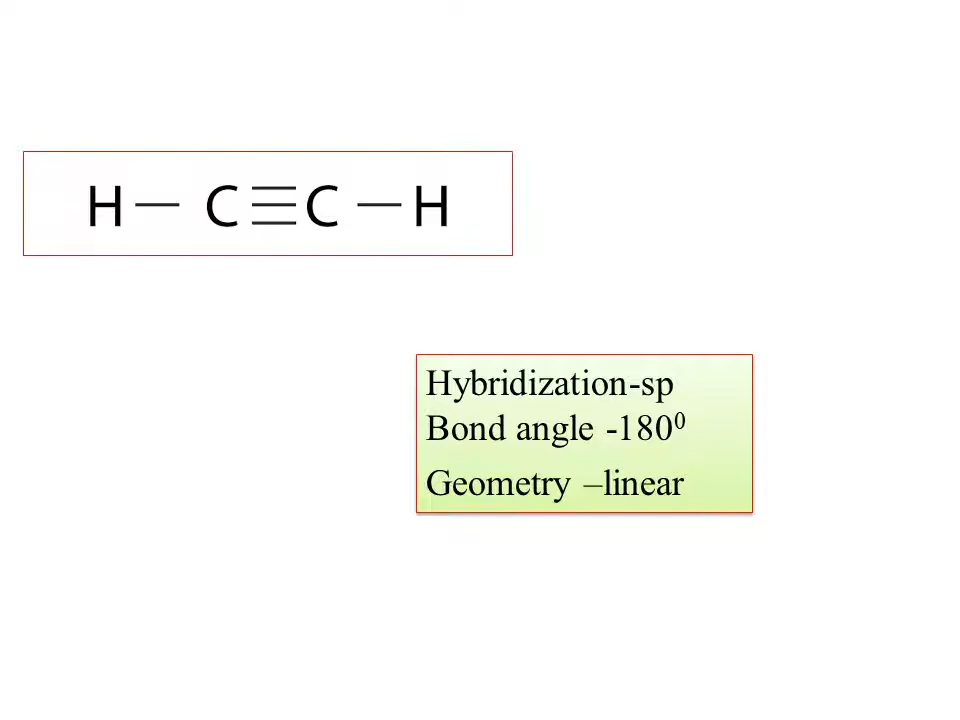 H — C ≡ C — H
Hybridization-sp
Bond angle -180⁰
Geometry –linear